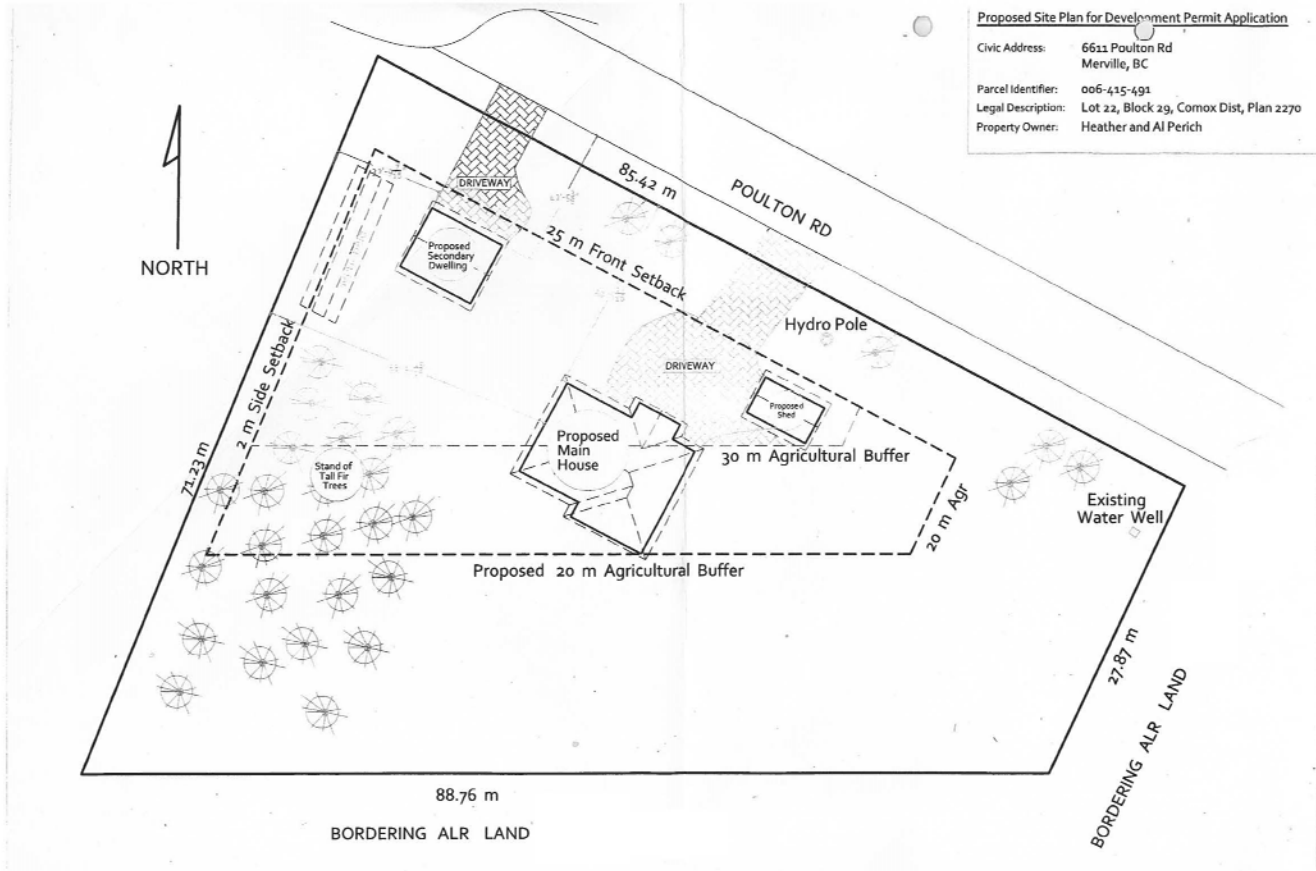 Proposed Site Plan for Development Permit Application
Civic Address: 6611 Poulton Rd
Merville, BC
Parcel Identifier: 006-415-491
Legal Description: Lot 22, Block 29, Comox Dist, Plan 2270
Property Owner: Heather and Al Perich
NORTH
DRIVEWAY
85.42 m
POULTON RD
Proposed
Secondary
Dwelling
25 m Front Setback
Hydro Pole
2 m Side Setback
DRIVEWAY
Proposed
Shed
71.23 m
Proposed
Main
House
30 m Agricultural Buffer
Stand of
Tall Fir
Trees
20 m Agr
Existing
Water Well
Proposed 20 m Agricultural Buffer
27.87 m
88.76 m
BORDERING ALR LAND
BORDERING ALR LAND